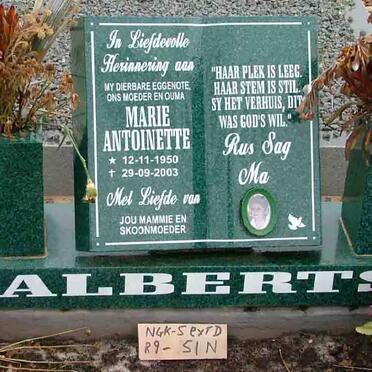 In Liefdevolle
Herinnering aan
MY DIERBARE EGGENOTE,
ONS MOEDER EN OUMA
MARIE
ANTOINETTE
★ 12-11-1950
✝ 29-09-2003
Met Liefde van
JOU MAMMIE EN
SKOONMOEDER
"HAAR PLEK IS LEEG.
HAAR STEM IS STIL.
SY HET VERHUIS, DIT
WAS GOD'S WIL."
Rus Sag
Ma
ALBERTS
NGK-5 EXTD
R9- 51N